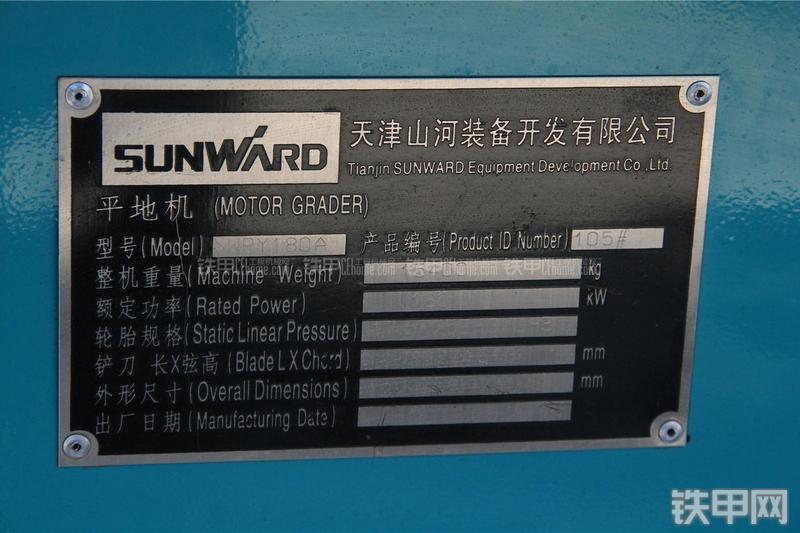 SUNWARD 天津山河装备开发有限公司
Tianjin SUNWARD Equipment Development Co.,Ltd.
平地机 (MOTOR GRADER)
型号(Model) SWPY180A 产品编号(Product ID Number) 105#
整机重量(Machine Weight) kg
额定功率(Rated Power) kW
轮胎规格(Static Linear Pressure)
铲刀 长X弦高(Blade L X Chord) mm
外形尺寸(Overall Dimensions) mm
出厂日期(Manufacturing Date)
铁甲网